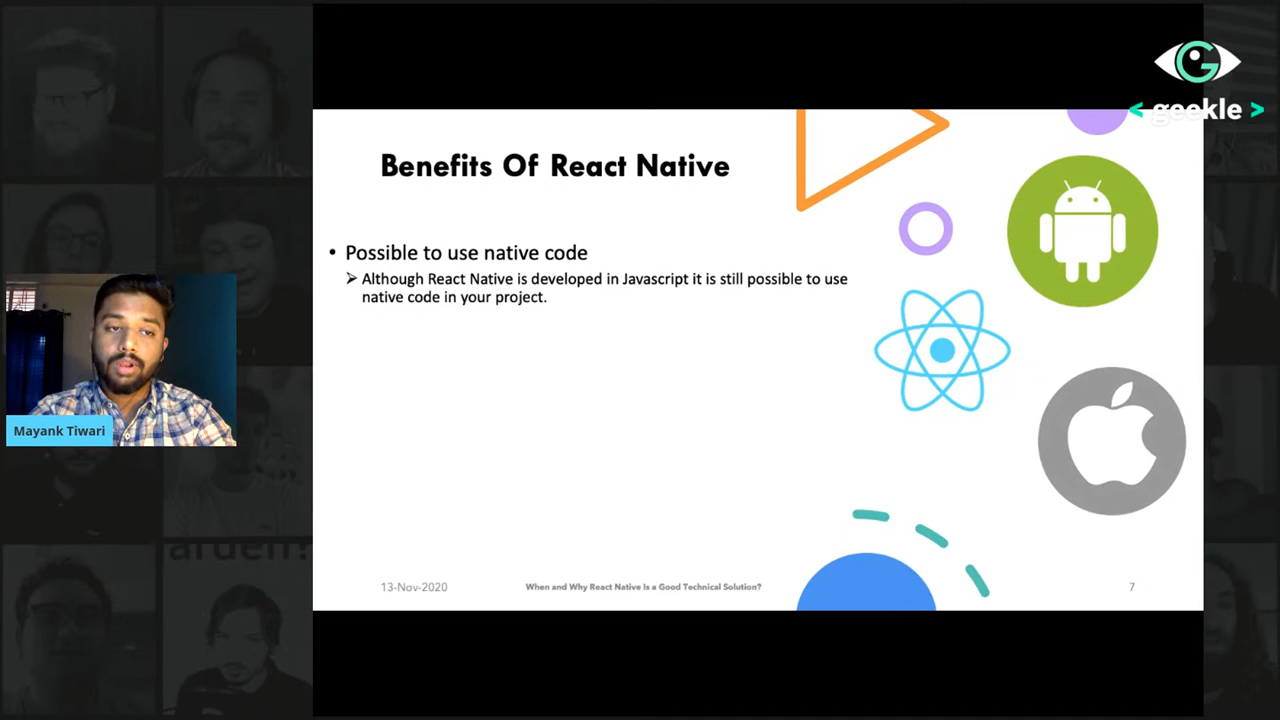 < geekle >
Benefits Of React Native
• Possible to use native code
➢ Although React Native is developed in Javascript it is still possible to use
native code in your project.
Mayank Tiwari
13-Nov-2020
When and Why React Native Is a Good Technical Solution?
7